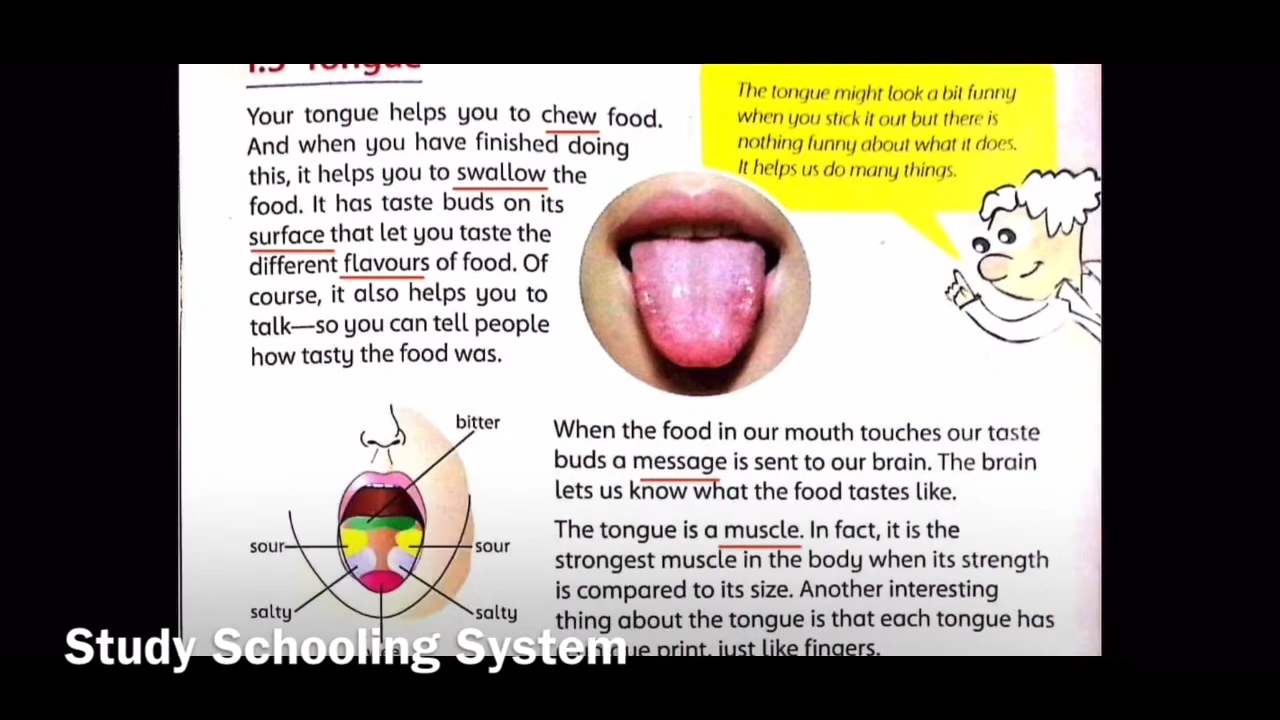 1.5 Tongue
Your tongue helps you to chew food.
And when you have finished doing
this, it helps you to swallow the
food. It has taste buds on its
surface that let you taste the
different flavours of food. Of
course, it also helps you to
talk—so you can tell people
how tasty the food was.
The tongue might look a bit funny
when you stick it out but there is
nothing funny about what it does.
It helps us do many things.
bitter
sour
sour
salty
salty
When the food in our mouth touches our taste
buds a message is sent to our brain. The brain
lets us know what the food tastes like.
The tongue is a muscle. In fact, it is the
strongest muscle in the body when its strength
is compared to its size. Another interesting
thing about the tongue is that each tongue has
print, just like fingers.
Study Schooling System